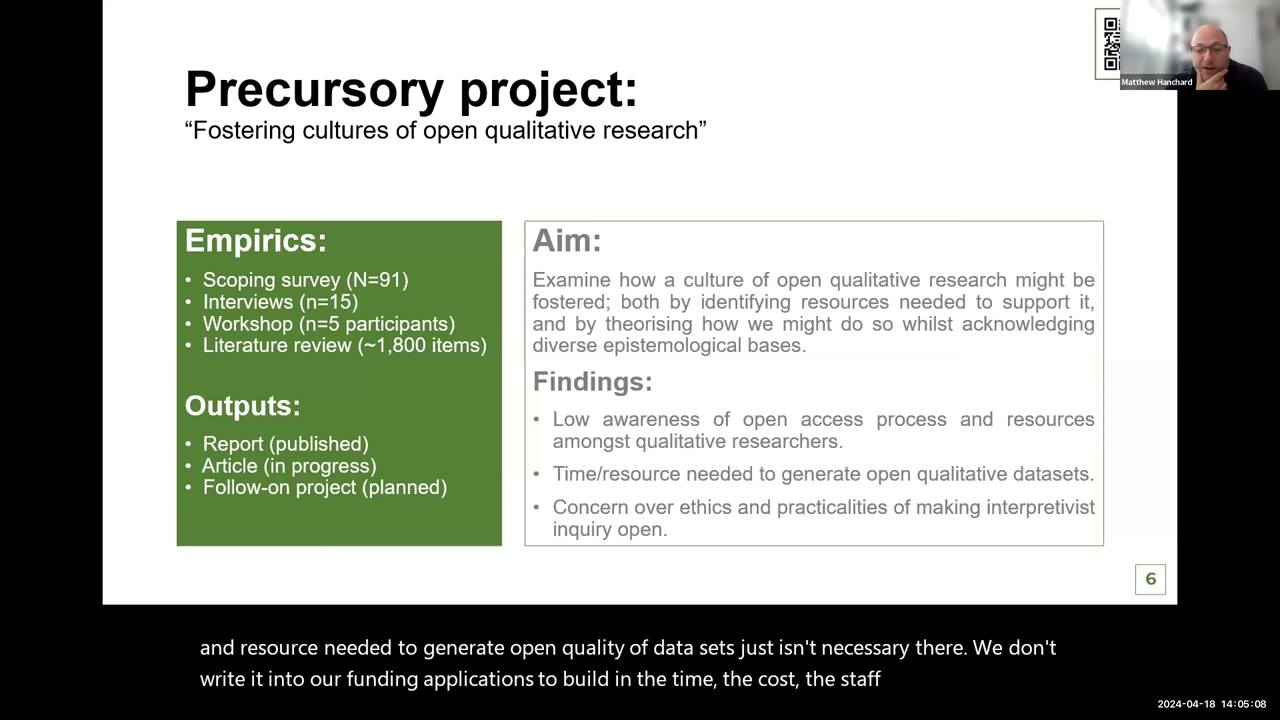 Precursory project:
“Fostering cultures of open qualitative research”
Matthew Hanchard
Empirics:
• Scoping survey (N=91)
• Interviews (n=15)
• Workshop (n=5 participants)
• Literature review (~1,800 items)
Outputs:
• Report (published)
• Article (in progress)
• Follow-on project (planned)
Aim:
Examine how a culture of open qualitative research might be
fostered; both by identifying resources needed to support it,
and by theorising how we might do so whilst acknowledging
diverse epistemological bases.
Findings:
• Low awareness of open access process and resources
amongst qualitative researchers.
• Time/resource needed to generate open qualitative datasets.
• Concern over ethics and practicalities of making interpretivist
inquiry open.
6
and resource needed to generate open quality of data sets just isn't necessary there. We don't
write it into our funding applications to build in the time, the cost, the staff
2024-04-18 14:05:08